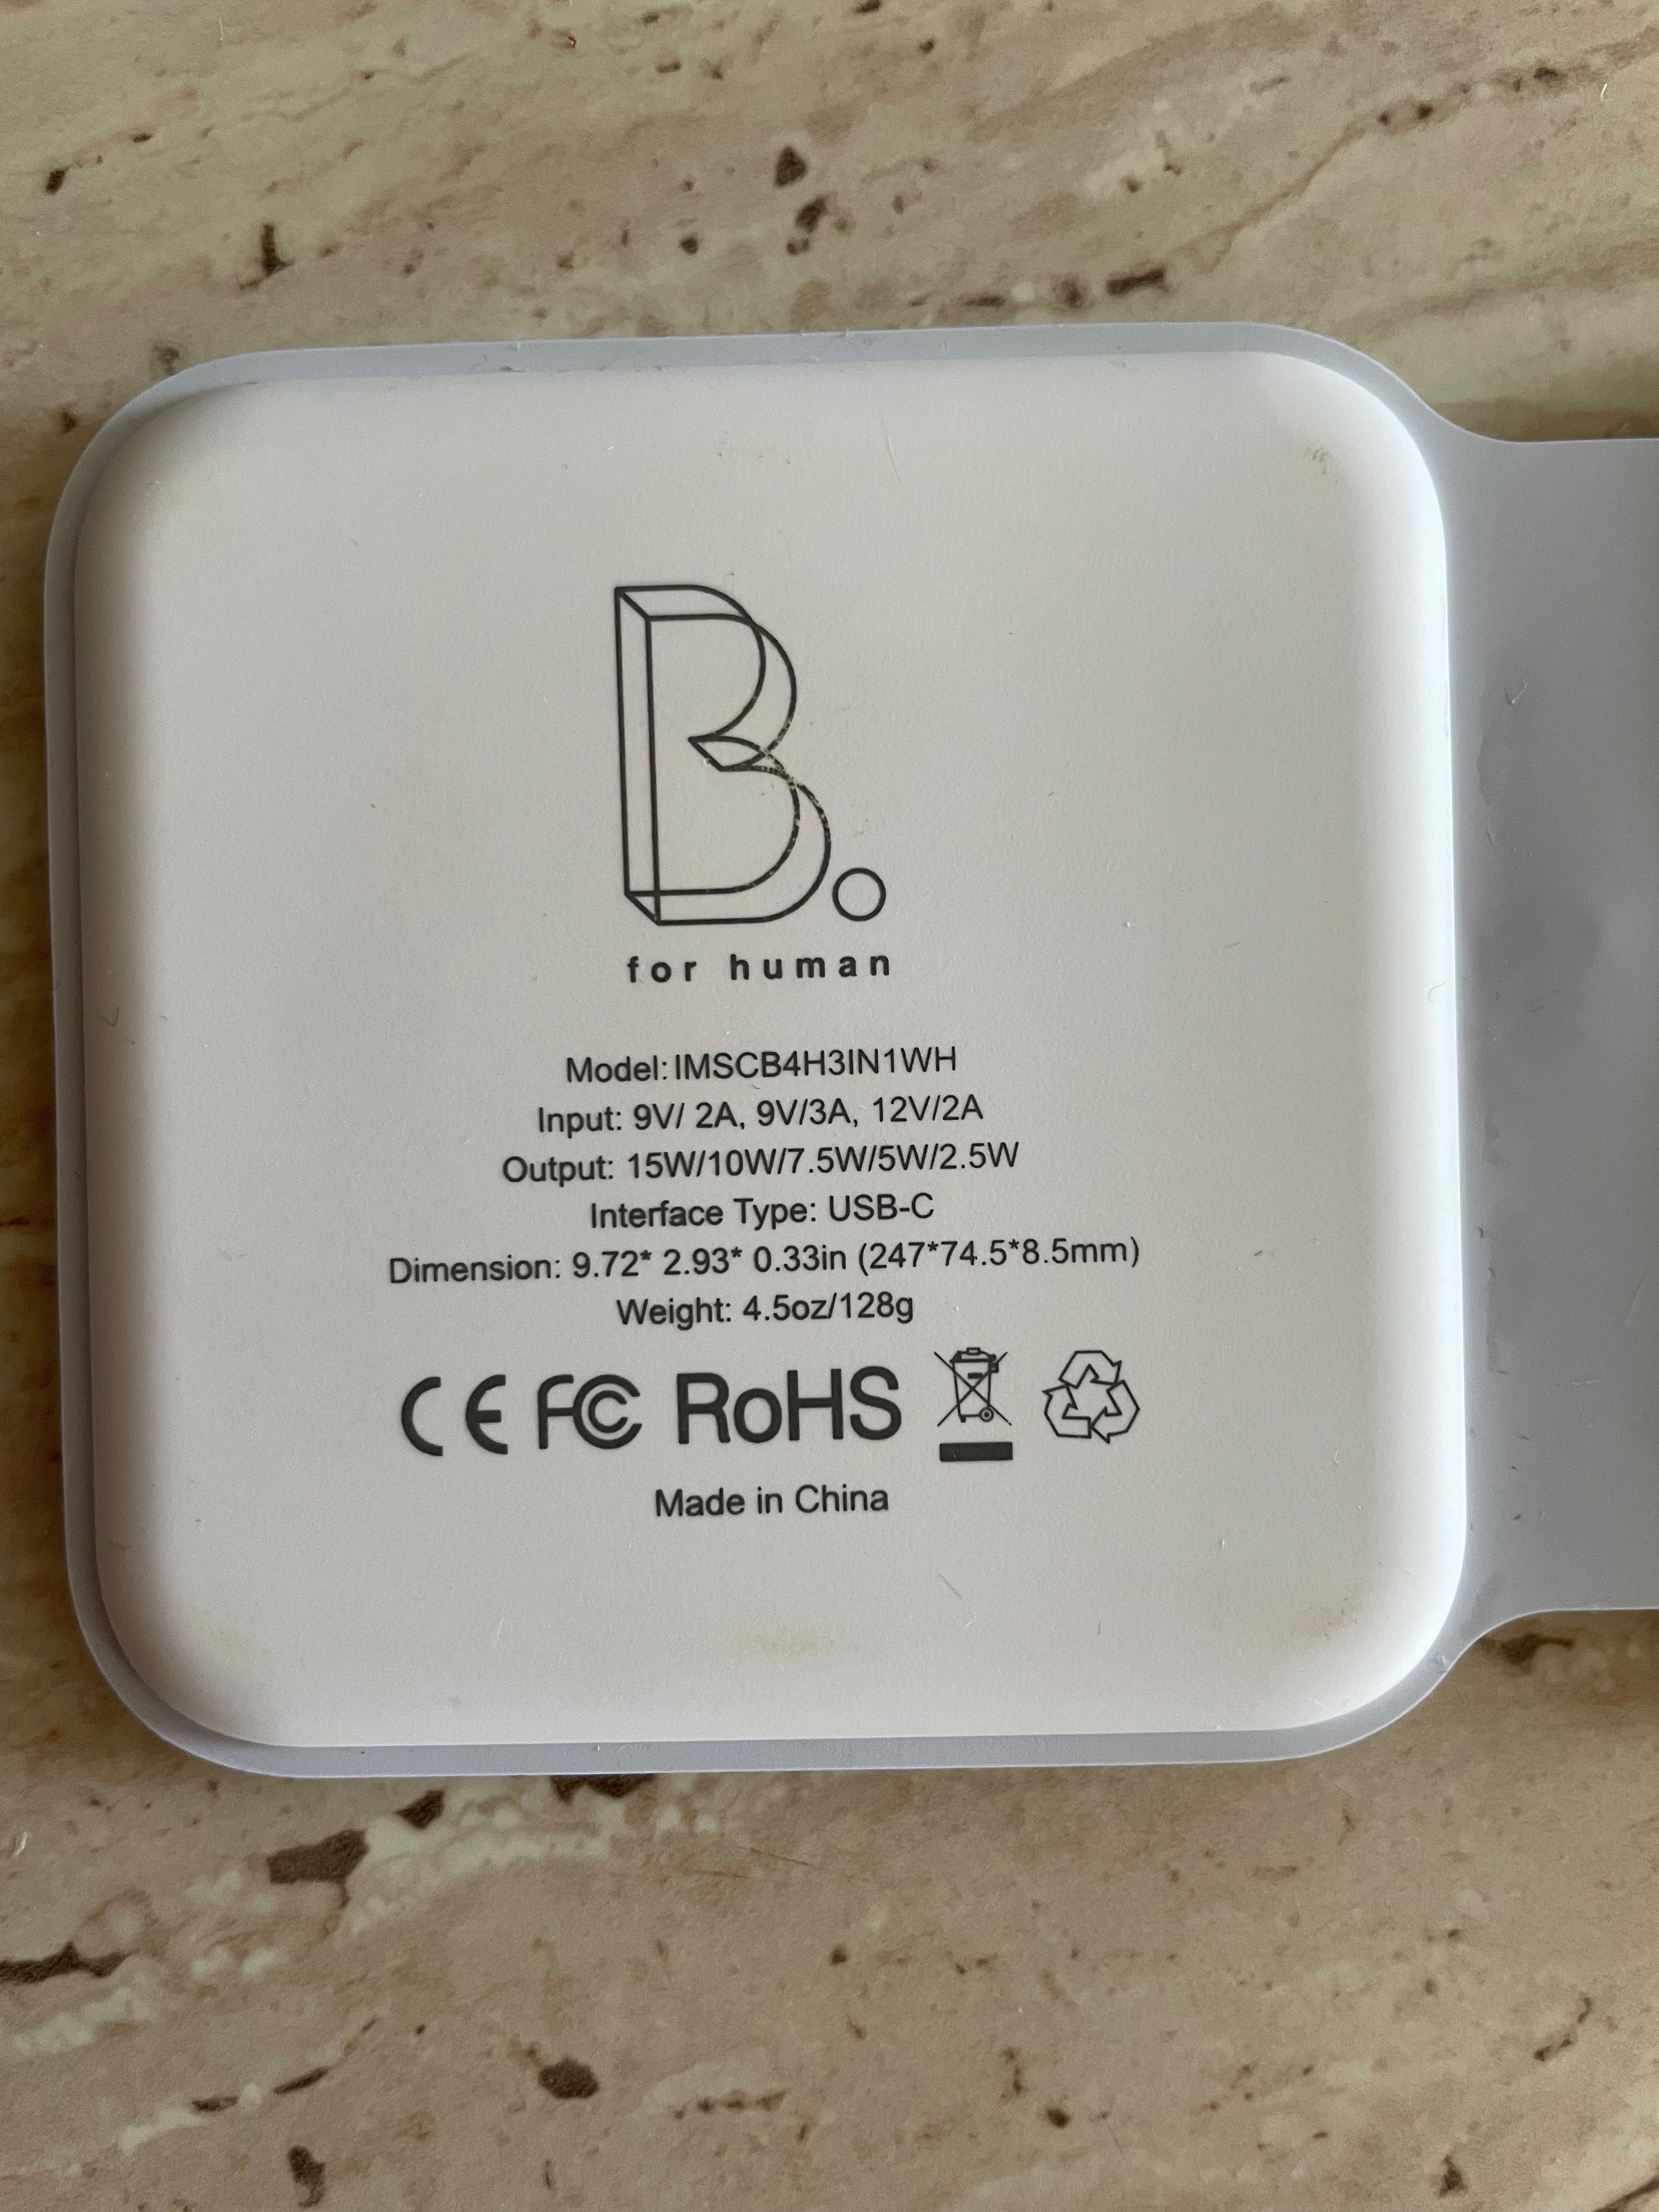 B.
for human
Model: IMSCB4H3IN1WH
Input: 9V/ 2A, 9V/3A, 12V/2A
Output: 15W/10W/7.5W/5W/2.5W
Interface Type: USB-C
Dimension: 9.72* 2.93* 0.33in (247*74.5*8.5mm)
Weight: 4.5oz/128g
CE FC RoHS
Made in China